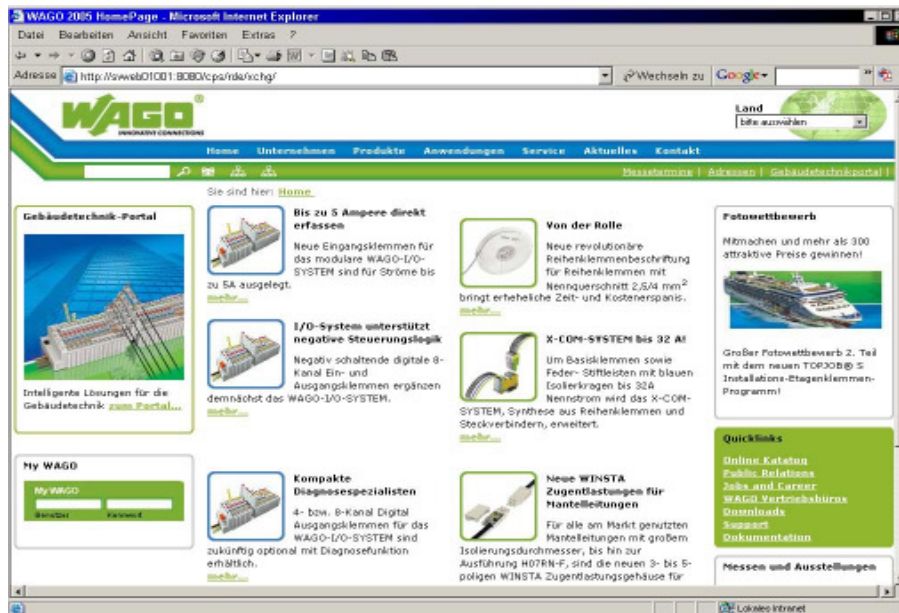 WAGO 2005 HomePage - Microsoft Internet Explorer
Datei Bearbeiten Ansicht Favoriten Extras ?
Adresse http://svweb01001:8080/cps/rde/xchg/ Wechseln zu Google
WAGO®
INNOVATIVE CONNECTIONS
Land
bitte auswählen
Home Unternehmen Produkte Anwendungen Service Aktuelles Kontakt
Messetermine | Adressen | Gebäudetechnikportal |
Sie sind hier: Home
Gebäudetechnik-Portal
Intelligente Lösungen für die
Gebäudetechnik zum Portal...
My WAGO
My WAGO
Benutzer Passwort
Bis zu 5 Ampere direkt
erfassen
Neue Eingangsklemmen für
das modulare WAGO-I/O-
SYSTEM sind für Ströme bis
zu 5A ausgelegt.
mehr...
I/O-System unterstützt
negative Steuerungslogik
Negativ schaltende digitale 8-
Kanal Ein- und
Ausgangsklemmen ergänzen
demnächst das WAGO-I/O-SYSTEM.
mehr...
Kompakte
Diagnosespezialisten
4- bzw. 8-Kanal Digital
Ausgangsklemmen für das
WAGO-I/O-SYSTEM sind
zukünftig optional mit Diagnosefunktion
erhältlich.
mehr...
Von der Rolle
Neue revolutionäre
Reihenklemmenbeschriftung
für Reihenklemmen mit
Nennquerschnitt 2,5/4 mm²
bringt erheheliche Zeit- und Kostenerspanis.
mehr...
X-COM-SYSTEM bis 32 A!
Um Basisklemmen sowie
Feder- Stiftleisten mit blauen
Isolierkragen bis 32A
Nennstrom wird das X-COM-
SYSTEM, Synthese aus Reihenklemmen und
Steckverbindern, erweitert.
mehr...
Neue WINSTA
Zugentlastungen für
Mantelleitungen
Für alle am Markt genutzten
Mantelleitungen mit großem
Isolierungsdurchmesser, bis hin zur
Ausführung H07RN-F, sind die neuen 3- bis 5-
poligen WINSTA Zugentlastungsgehäuse für
Fotowettbewerb
Mitmachen und mehr als 300
attraktive Preise gewinnen!
Großer Fotowettbewerb 2. Teil
mit dem neuen TOPJOB® S
Installations-Etagenklemmen-
Programm!
Quicklinks
Online Katalog
Public Relations
Jobs and Career
WAGO Vertriebsbüros
Downloads
Support
Dokumentation
Messen und Ausstellungen
Lokales Intranet